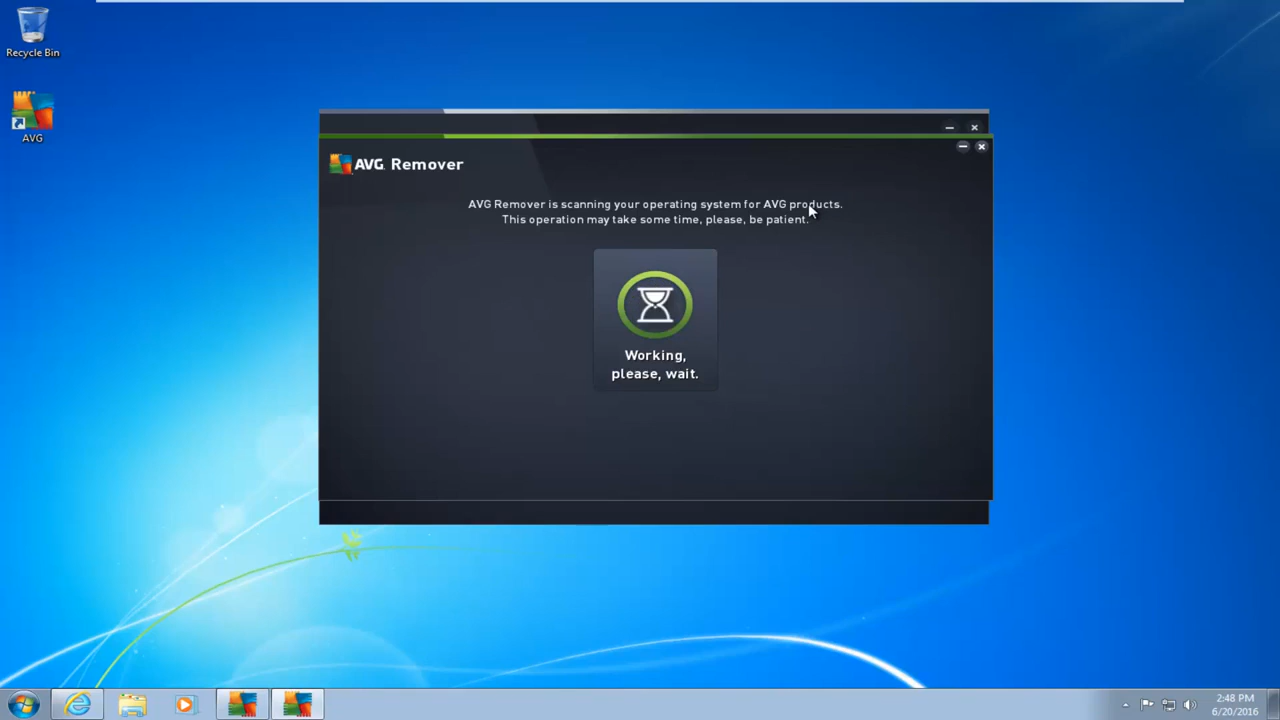 Recycle Bin
AVG
AVG Remover
AVG Remover is scanning your operating system for AVG products.
This operation may take some time, please, be patient.
Working,
please, wait.
2:48 PM
6/20/2016